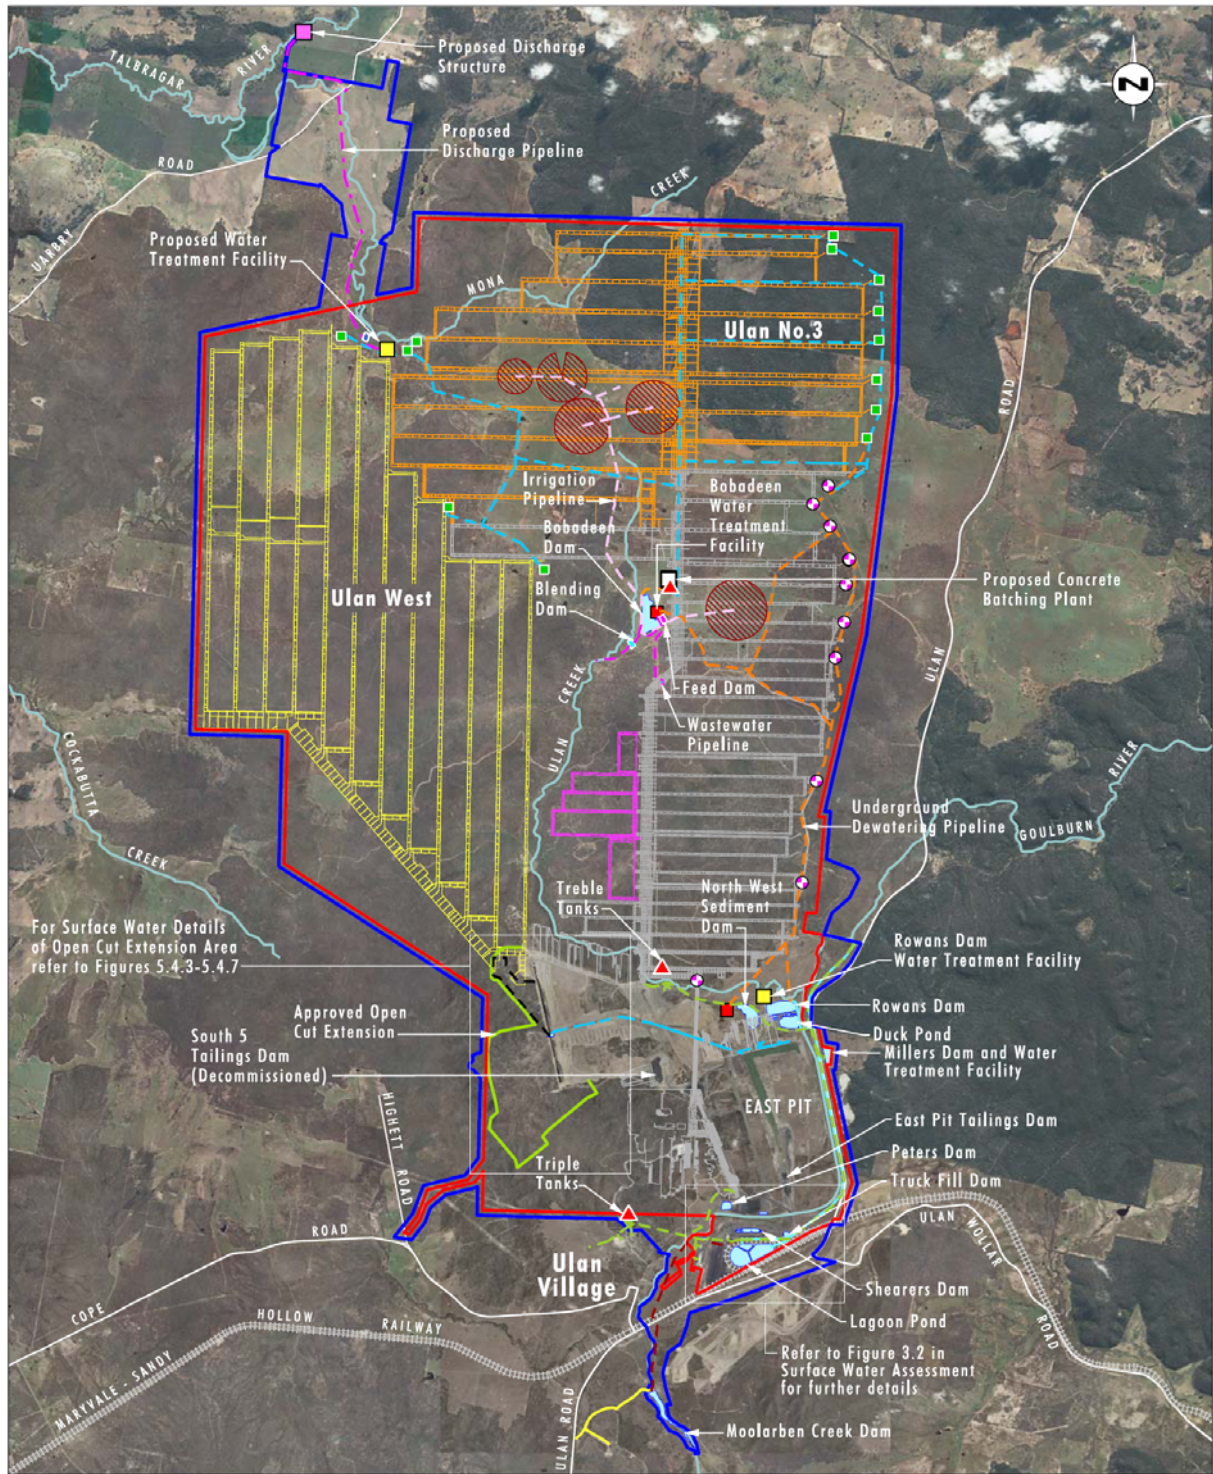 Proposed Discharge
Structure
TALBRAGAR
RIVER
N
Proposed
Discharge Pipeline
ROAD
UARBRY
CREEK
Proposed Water
Treatment Facility
MONA
Ulan No.3
ROAD
Irrigation
Pipeline
Bobadeen
Water
Treatment
Facility
Bobadeen
Dam
Proposed Concrete
Batching Plant
Ulan West
Blending
Dam
ULAN
CREEK
Feed Dam
Wastewater
Pipeline
ULAN
COCKABUTTA
CREEK
RIVER
GOULBURN
Underground
Dewatering Pipeline
Treble
Tanks
North West
Sediment
Dam
For Surface Water Details
of Open Cut Extension Area
refer to Figures 5.4.3-5.4.7
Rowans Dam
Water Treatment Facility
Rowans Dam
Approved Open
Cut Extension
Duck Pond
South 5
Tailings Dam
(Decommissioned)
Millers Dam and Water
Treatment Facility
HIGHETT
ROAD
EAST PIT
East Pit Tailings Dam
Peters Dam
Triple
Tanks
Truck Fill Dam
ULAN
-WOLLAR
ROAD
ROAD
COPE
Ulan
Village
Shearers Dam
Lagoon Pond
HOLLOW
RAILWAY
MARYVALE - SANDY
Refer to Figure 3.2 in
Surface Water Assessment
for further details
ULAN ROAD
Moolarben Creek Dam